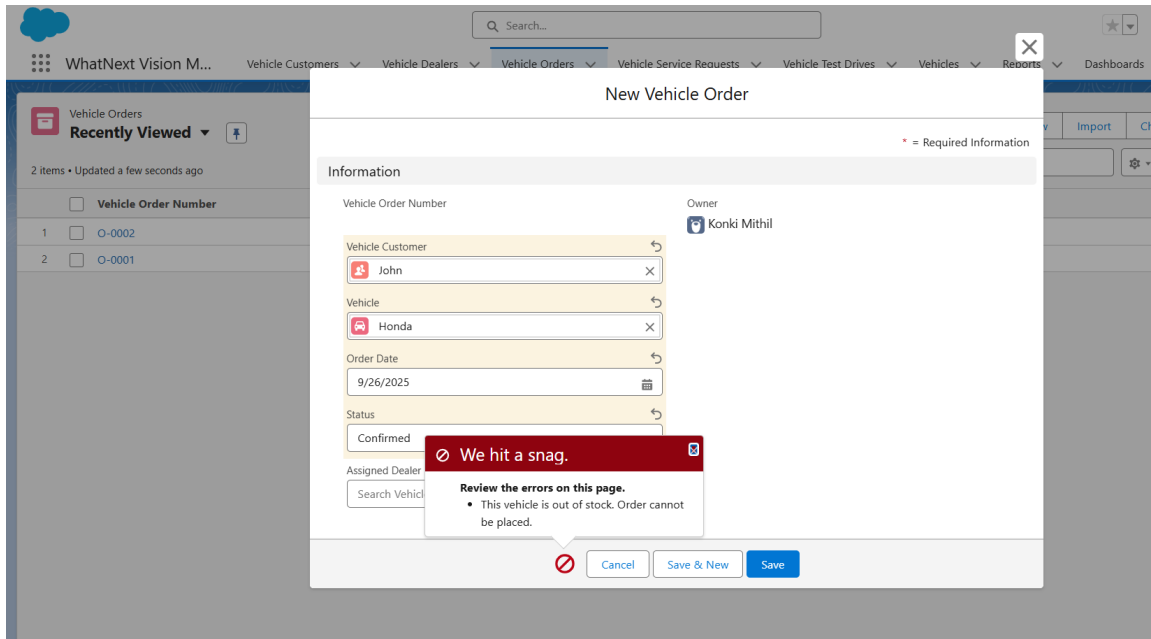 Search...
WhatNext Vision M...
Vehicle Customers
Vehicle Dealers
Vehicle Orders
Vehicle Service Requests
Vehicle Test Drives
Vehicles
Reports
Dashboards
Vehicle Orders
Recently Viewed
Import
2 items • Updated a few seconds ago
Vehicle Order Number
1 O-0002
2 O-0001
New Vehicle Order
* = Required Information
Information
Vehicle Order Number
Owner
Konki Mithil
Vehicle Customer
John
Vehicle
Honda
Order Date
9/26/2025
Status
Confirmed
Assigned Dealer
Search Vehicl
We hit a snag.
Review the errors on this page.
• This vehicle is out of stock. Order cannot
be placed.
Cancel
Save & New
Save